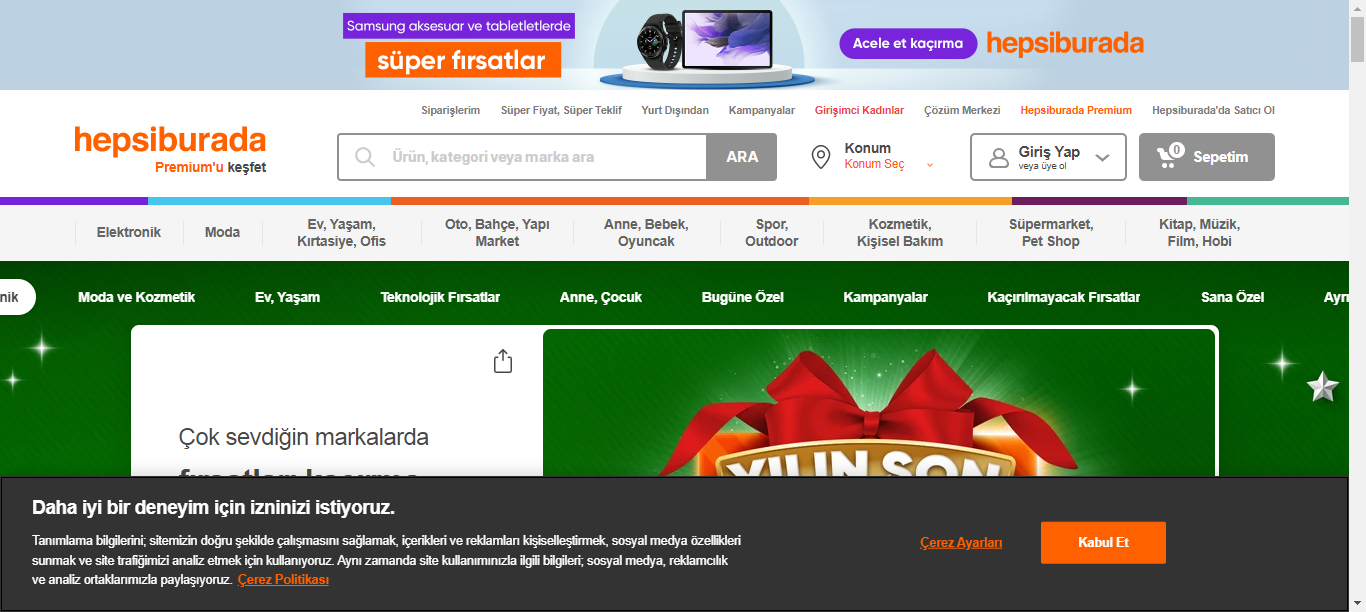 Samsung aksesuar ve tabletletlerde
süper fırsatlar
Acele et kaçırma
hepsiburada
Siparişlerim
Süper Fiyat, Süper Teklif
Yurt Dışından
Kampanyalar
Girişimci Kadınlar
Çözüm Merkezi
Hepsiburada Premium
Hepsiburada'da Satıcı Ol
hepsiburada
Premium'u keşfet
Ürün, kategori veya marka ara
ARA
Konum
Konum Seç
Giriş Yap
veya üye ol
0
Sepetim
Elektronik
Moda
Ev, Yaşam,
Kırtasiye, Ofis
Oto, Bahçe, Yapı
Market
Anne, Bebek,
Oyuncak
Spor,
Outdoor
Kozmetik,
Kişisel Bakım
Süpermarket,
Pet Shop
Kitap, Müzik,
Film, Hobi
nik
Moda ve Kozmetik
Ev, Yaşam
Teknolojik Fırsatlar
Anne, Çocuk
Bugüne Özel
Kampanyalar
Kaçırılmayacak Fırsatlar
Sana Özel
Ayrı
Çok sevdiğin markalarda
fırsatları kaçırma
YILIN SON
Daha iyi bir deneyim için izninizi istiyoruz.
Tanımlama bilgilerini; sitemizin doğru şekilde çalışmasını sağlamak, içerikleri ve reklamları kişiselleştirmek, sosyal medya özellikleri
sunmak ve site trafiğimizi analiz etmek için kullanıyoruz. Aynı zamanda site kullanımınızla ilgili bilgileri; sosyal medya, reklamcılık
ve analiz ortaklarımızla paylaşıyoruz. Çerez Politikası
Çerez Ayarları
Kabul Et